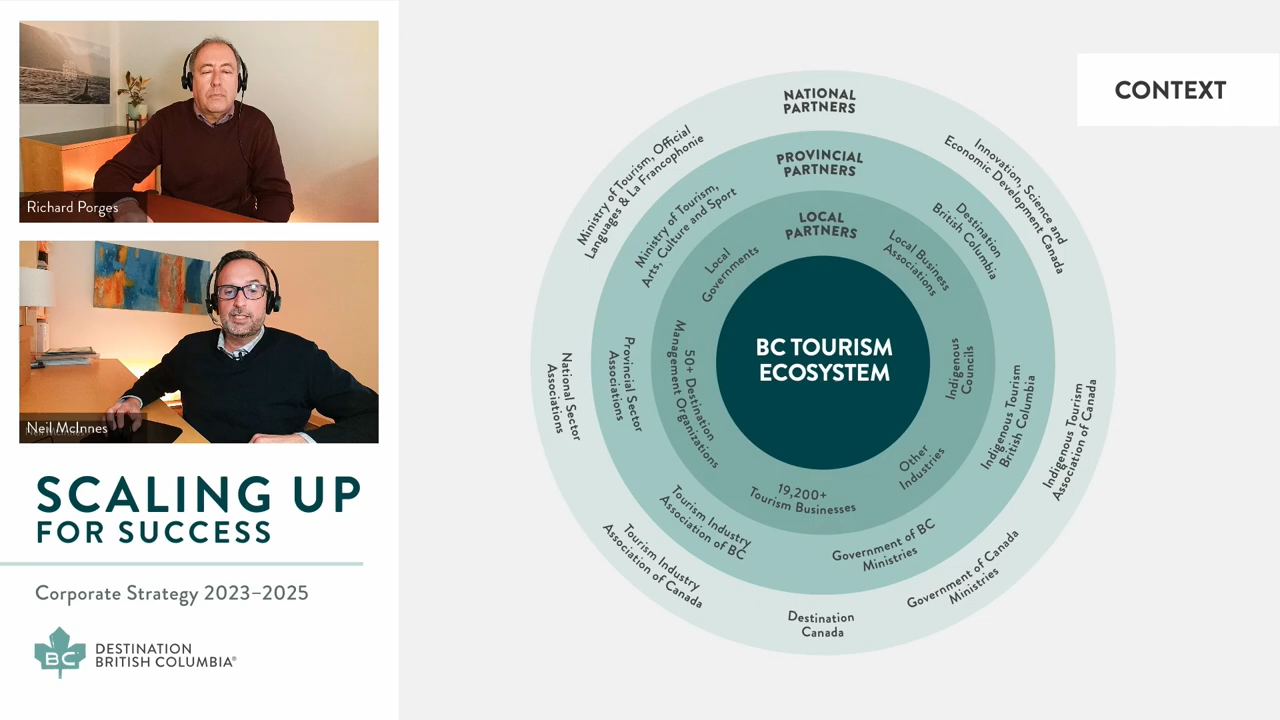 Richard Porges
Neil McInnes
SCALING UP
FOR SUCCESS
Corporate Strategy 2023–2025
BC
DESTINATION
BRITISH COLUMBIA®
CONTEXT
NATIONAL
PARTNERS
Ministry of Tourism, Official
Languages & La Francophonie
Innovation, Science and
Economic Development Canada
National Sector
Associations
Indigenous Tourism
Association of Canada
Tourism Industry
Association of Canada
Government of Canada
Ministries
Destination
Canada
PROVINCIAL
PARTNERS
Ministry of Tourism,
Arts, Culture and Sport
Destination
British Columbia
Provincial Sector
Associations
Indigenous Tourism
British Columbia
Tourism Industry
Association of BC
Government of BC
Ministries
LOCAL
PARTNERS
Local
Governments
Local Business
Associations
50+ Destination
Management Organizations
Indigenous
Councils
Other
Industries
19,200+
Tourism Businesses
BC TOURISM
ECOSYSTEM